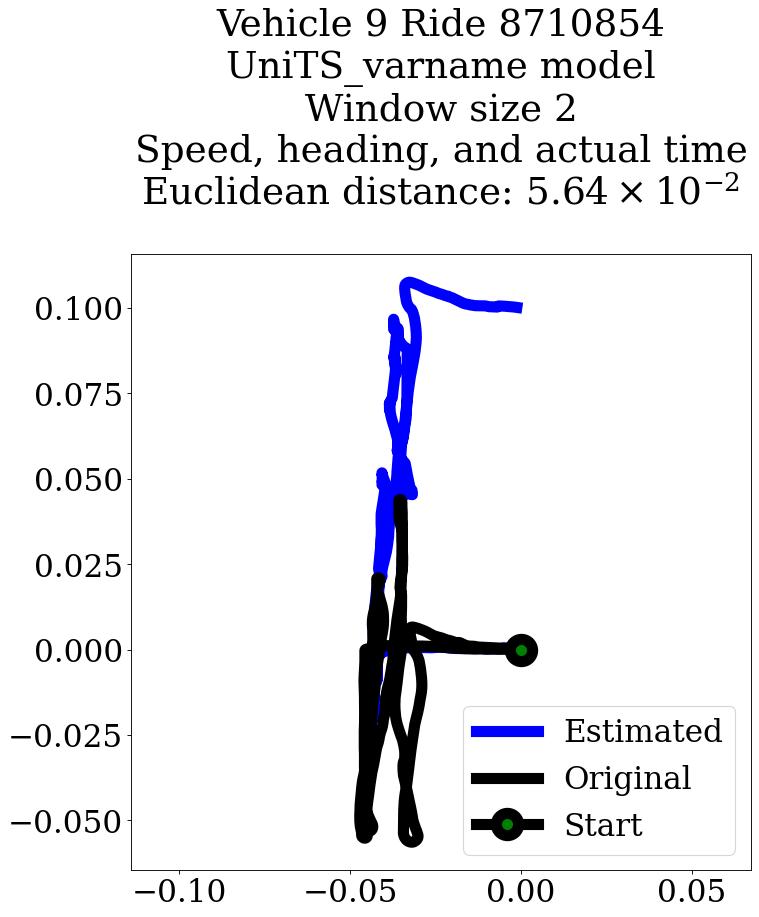 Vehicle 9 Ride 8710854
UniTS_varname model
Window size 2
Speed, heading, and actual time
Euclidean distance: 5.64 × 10⁻²
0.100
0.075
0.050
0.025
0.000
−0.025
−0.050
−0.10
−0.05
0.00
0.05
Estimated
Original
Start